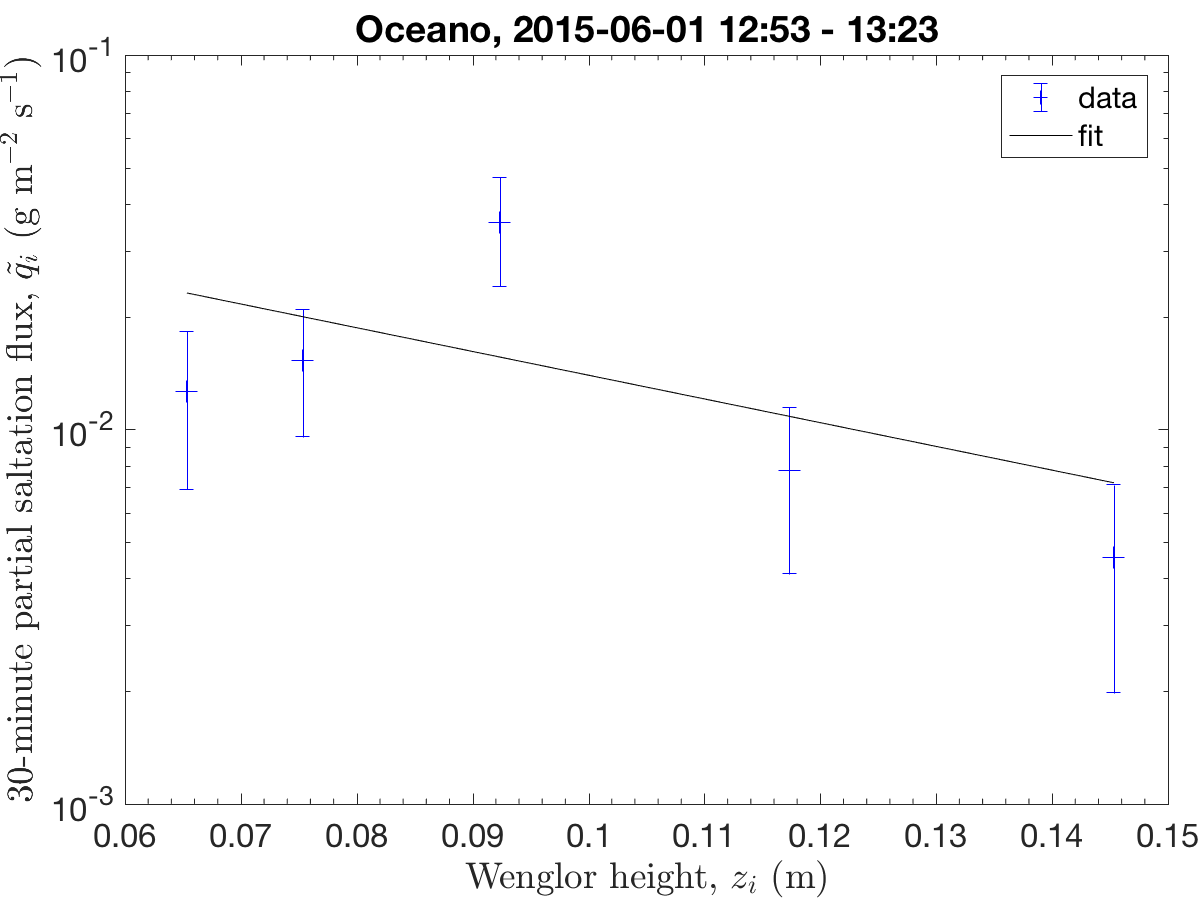 Oceano, 2015-06-01 12:53 - 13:23
30-minute partial saltation flux, q̃ᵢ (g m⁻² s⁻¹)
10⁻¹
10⁻²
10⁻³
data
fit
0.06 0.07 0.08 0.09 0.1 0.11 0.12 0.13 0.14 0.15
Wenglor height, zᵢ (m)